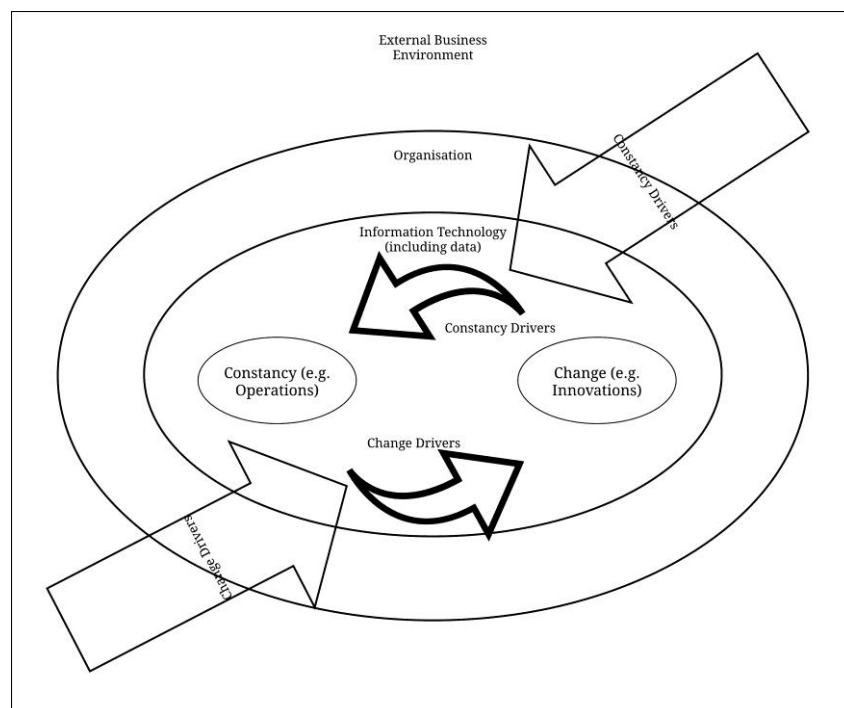 External Business
Environment
Organisation
Constancy Drivers
Information Technology
(including data)
Constancy Drivers
Constancy (e.g.
Operations)
Change (e.g.
Innovations)
Change Drivers
Change Drivers